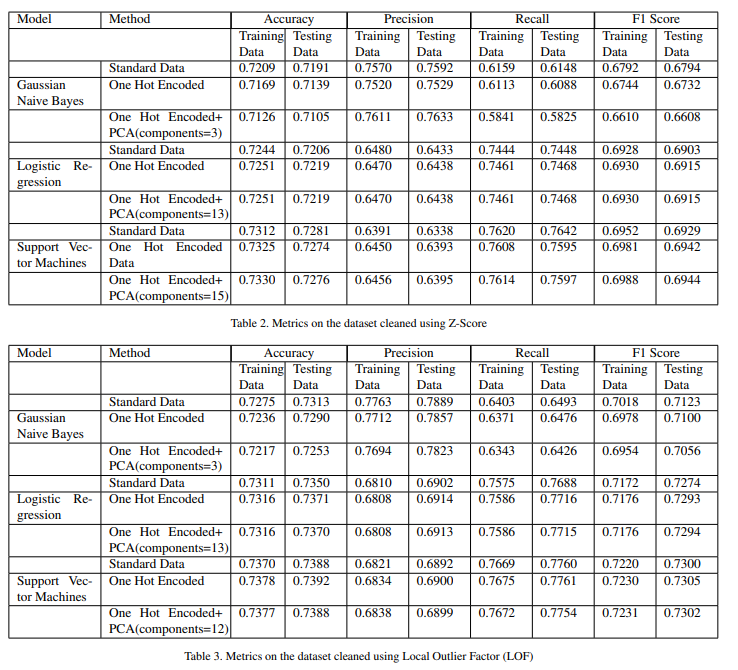 Model Method Accuracy Precision Recall F1 Score
Training Testing Training Testing Training Testing Training Testing
Data Data Data Data Data Data Data Data
Standard Data 0.7209 0.7191 0.7570 0.7592 0.6159 0.6148 0.6792 0.6794
Gaussian One Hot Encoded 0.7169 0.7139 0.7520 0.7529 0.6113 0.6088 0.6744 0.6732
Naive Bayes
One Hot Encoded+ 0.7126 0.7105 0.7611 0.7633 0.5841 0.5825 0.6610 0.6608
PCA(components=3)
Standard Data 0.7244 0.7206 0.6480 0.6433 0.7444 0.7448 0.6928 0.6903
Logistic Re- One Hot Encoded 0.7251 0.7219 0.6470 0.6438 0.7461 0.7468 0.6930 0.6915
gression
One Hot Encoded+ 0.7251 0.7219 0.6470 0.6438 0.7461 0.7468 0.6930 0.6915
PCA(components=13)
Standard Data 0.7312 0.7281 0.6391 0.6338 0.7620 0.7642 0.6952 0.6929
Support Vec- One Hot Encoded 0.7325 0.7274 0.6450 0.6393 0.7608 0.7595 0.6981 0.6942
tor Machines Data
One Hot Encoded+ 0.7330 0.7276 0.6456 0.6395 0.7614 0.7597 0.6988 0.6944
PCA(components=15)
Table 2. Metrics on the dataset cleaned using Z-Score
Model Method Accuracy Precision Recall F1 Score
Training Testing Training Testing Training Testing Training Testing
Data Data Data Data Data Data Data Data
Standard Data 0.7275 0.7313 0.7763 0.7889 0.6403 0.6493 0.7018 0.7123
Gaussian One Hot Encoded 0.7236 0.7290 0.7712 0.7857 0.6371 0.6476 0.6978 0.7100
Naive Bayes
One Hot Encoded+ 0.7217 0.7253 0.7694 0.7823 0.6343 0.6426 0.6954 0.7056
PCA(components=3)
Standard Data 0.7311 0.7350 0.6810 0.6902 0.7575 0.7688 0.7172 0.7274
Logistic Re- One Hot Encoded 0.7316 0.7371 0.6808 0.6914 0.7586 0.7716 0.7176 0.7293
gression
One Hot Encoded+ 0.7316 0.7370 0.6808 0.6913 0.7586 0.7715 0.7176 0.7294
PCA(components=13)
Standard Data 0.7370 0.7388 0.6821 0.6892 0.7669 0.7760 0.7220 0.7300
Support Vec- One Hot Encoded 0.7378 0.7392 0.6834 0.6900 0.7675 0.7761 0.7230 0.7305
tor Machines
One Hot Encoded+ 0.7377 0.7388 0.6838 0.6899 0.7672 0.7754 0.7231 0.7302
PCA(components=12)
Table 3. Metrics on the dataset cleaned using Local Outlier Factor (LOF)